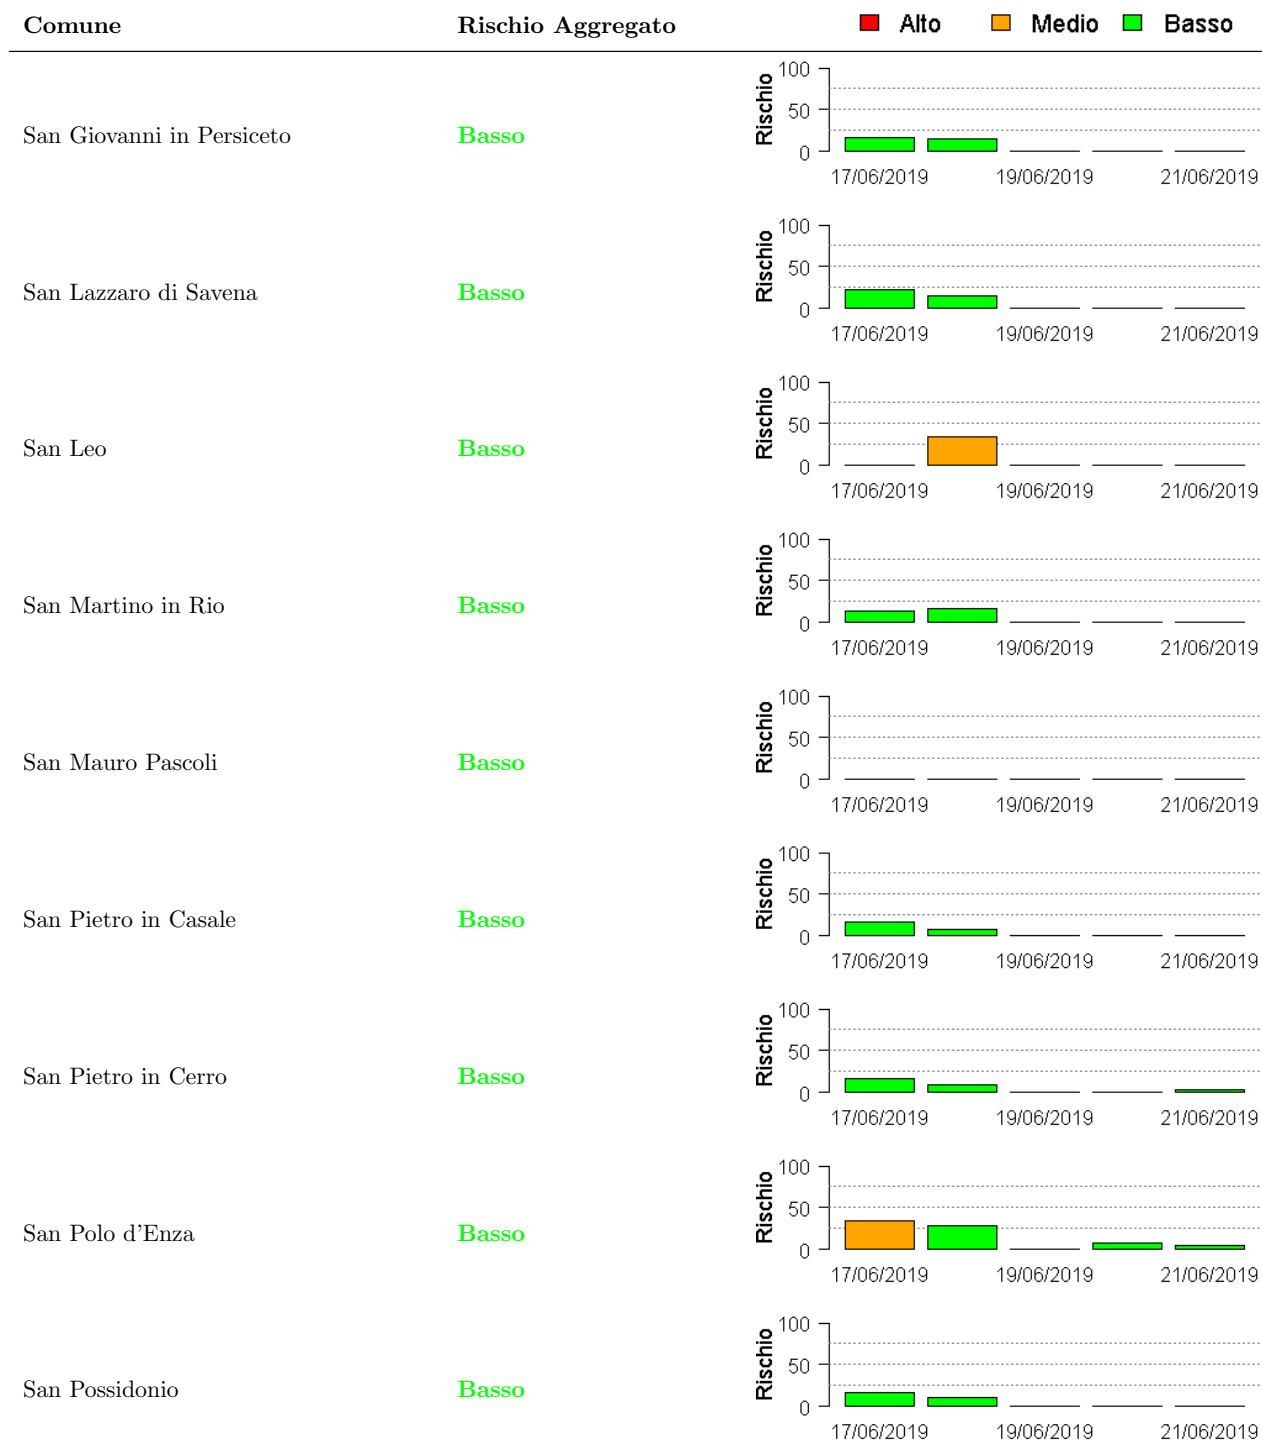 Comune Rischio Aggregato Alto Medio Basso
San Giovanni in Persiceto Basso Rischio 100 50 0
17/06/2019 19/06/2019 21/06/2019
San Lazzaro di Savena Basso Rischio 100 50 0
17/06/2019 19/06/2019 21/06/2019
San Leo Basso Rischio 100 50 0
17/06/2019 19/06/2019 21/06/2019
San Martino in Rio Basso Rischio 100 50 0
17/06/2019 19/06/2019 21/06/2019
San Mauro Pascoli Basso Rischio 100 50 0
17/06/2019 19/06/2019 21/06/2019
San Pietro in Casale Basso Rischio 100 50 0
17/06/2019 19/06/2019 21/06/2019
San Pietro in Cerro Basso Rischio 100 50 0
17/06/2019 19/06/2019 21/06/2019
San Polo d'Enza Basso Rischio 100 50 0
17/06/2019 19/06/2019 21/06/2019
San Possidonio Basso Rischio 100 50 0
17/06/2019 19/06/2019 21/06/2019